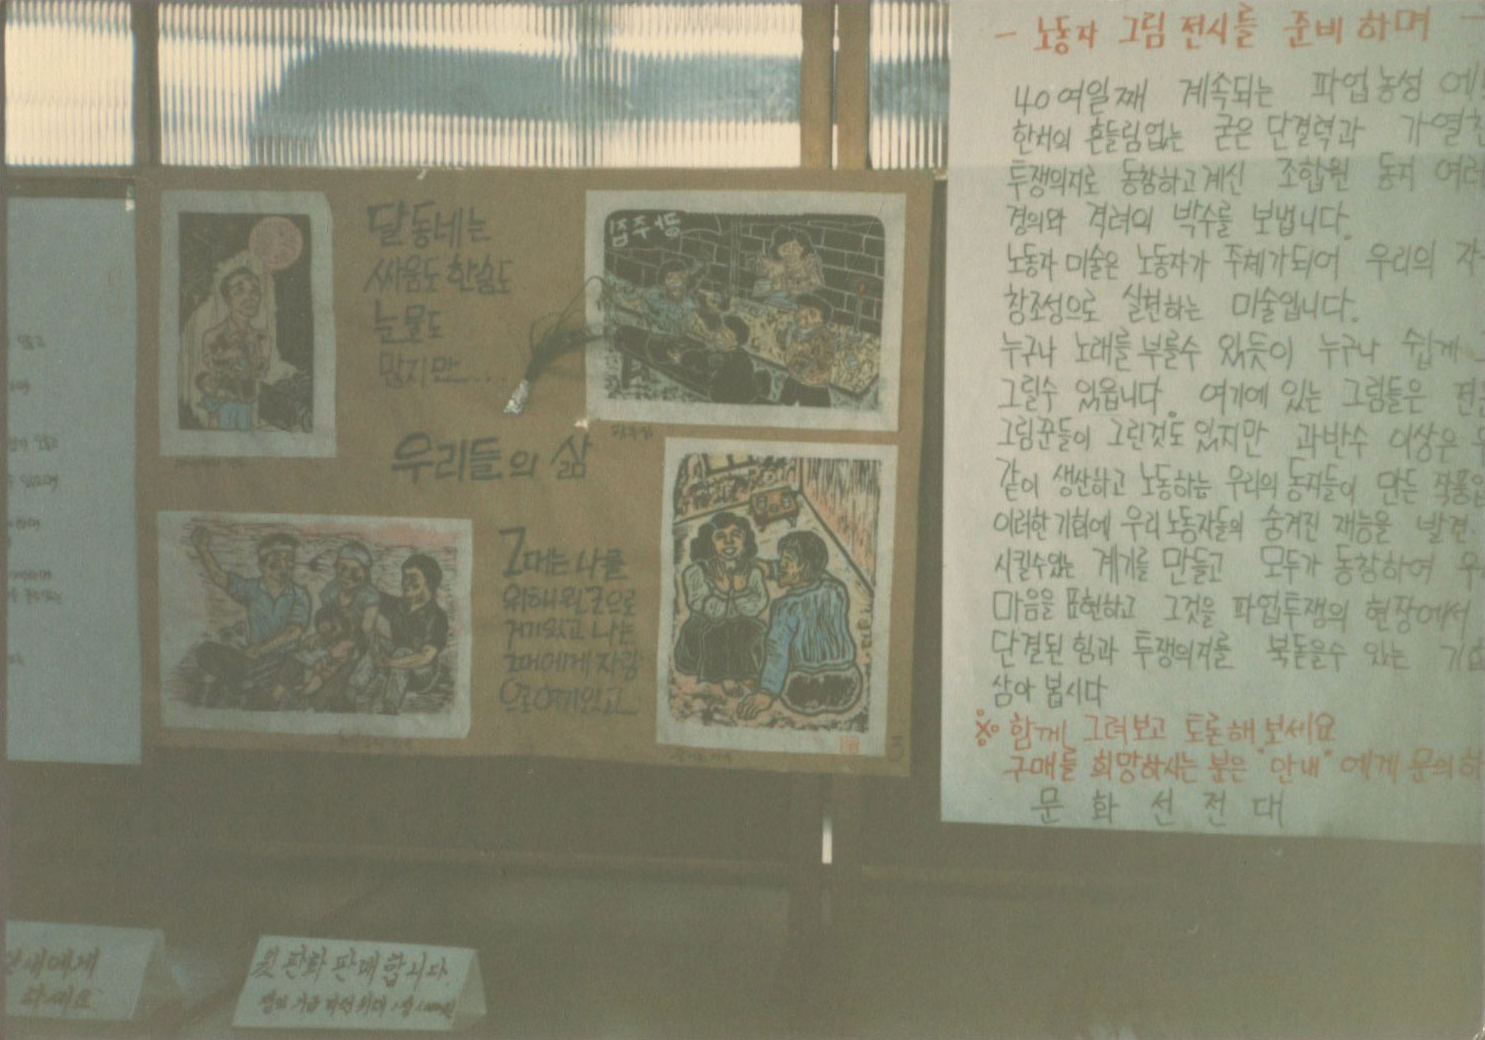 달동네는
싸움도 한숨도
눈물도
많지만...
우리들의 삶
그대는 나를
위해 원군으로
거기 있고 나는
그대에게 자랑
으로 여기 있고
- 노동자 그림 전시를 준비하며 -
40여일째 계속되는 파업농성
한치의 흔들림없는 굳은 단결력과
투쟁의지로 동참하고계신 조합원 동지
경의와 격려의 박수를 보냅니다.
노동자 미술은 노동자가 주체가되어 우리의
창조성으로 실현하는 미술입니다.
누구나 노래를 부를수 있듯이 누구나 쉽게
그릴수 있읍니다. 여기에 있는 그림들은
그림꾼들이 그린것도 있지만 과반수 이상은
같이 생산하고 노동하는 우리의 동지들이 만든
이러한 기회에 우리 노동자들의 숨겨진 재능을 발견
시킬수있는 계기를 만들고 모두가 동참하여
마음을 표현하고 그것을 파업투쟁의 현장에서
단결된 힘과 투쟁의지를 북돋을수 있는
삼아 봅시다
※ 함께 그려보고 토론해 보세요
구매를 희망하시는 분은 "안내"에게 문의
문화선전대
윗 판화 판매합니다.